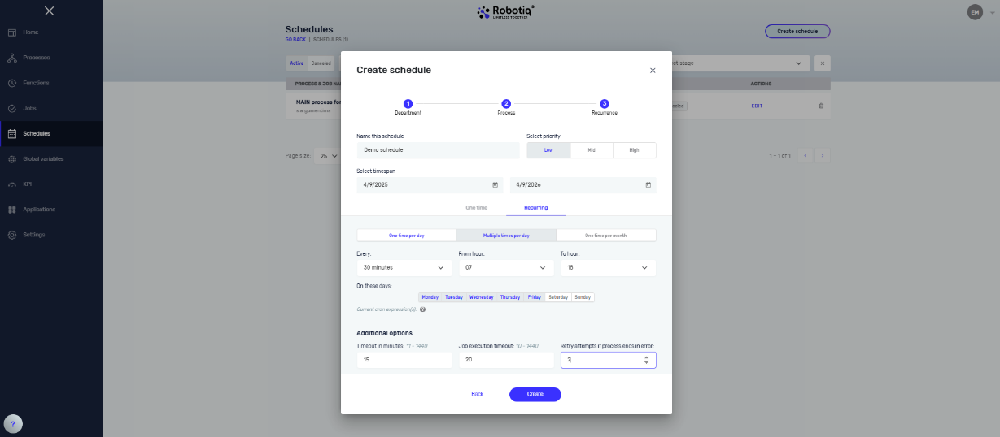 Robotiq.ai
LIMITLESS TOGETHER
EM
Home
Processes
Functions
Jobs
Schedules
Global variables
KPI
Applications
Settings
?
Schedules
GO BACK | SCHEDULES (1)
Create schedule
Active Canceled
st stage
PROCESS & JOB NA
ACTIONS
MAIN process for
s argumentima
celed
EDIT
Page size: 25
1 - 1 of 1
Create schedule
1 2 3
Department Process Recurrence
Name this schedule Select priority
Demo schedule Low Mid High
Select timespan
4/9/2025 4/9/2026
One time Recurring
One time per day Multiple times per day One time per month
Every: From hour: To hour:
30 minutes 07 18
On these days:
Monday Tuesday Wednesday Thursday Friday Saturday Sunday
Current cron expression(s): ?
Additional options
Timeout in minutes: *1 - 1440 Job execution timeout: *0 - 1440 Retry attempts if process ends in error:
15 20 2
Back Create